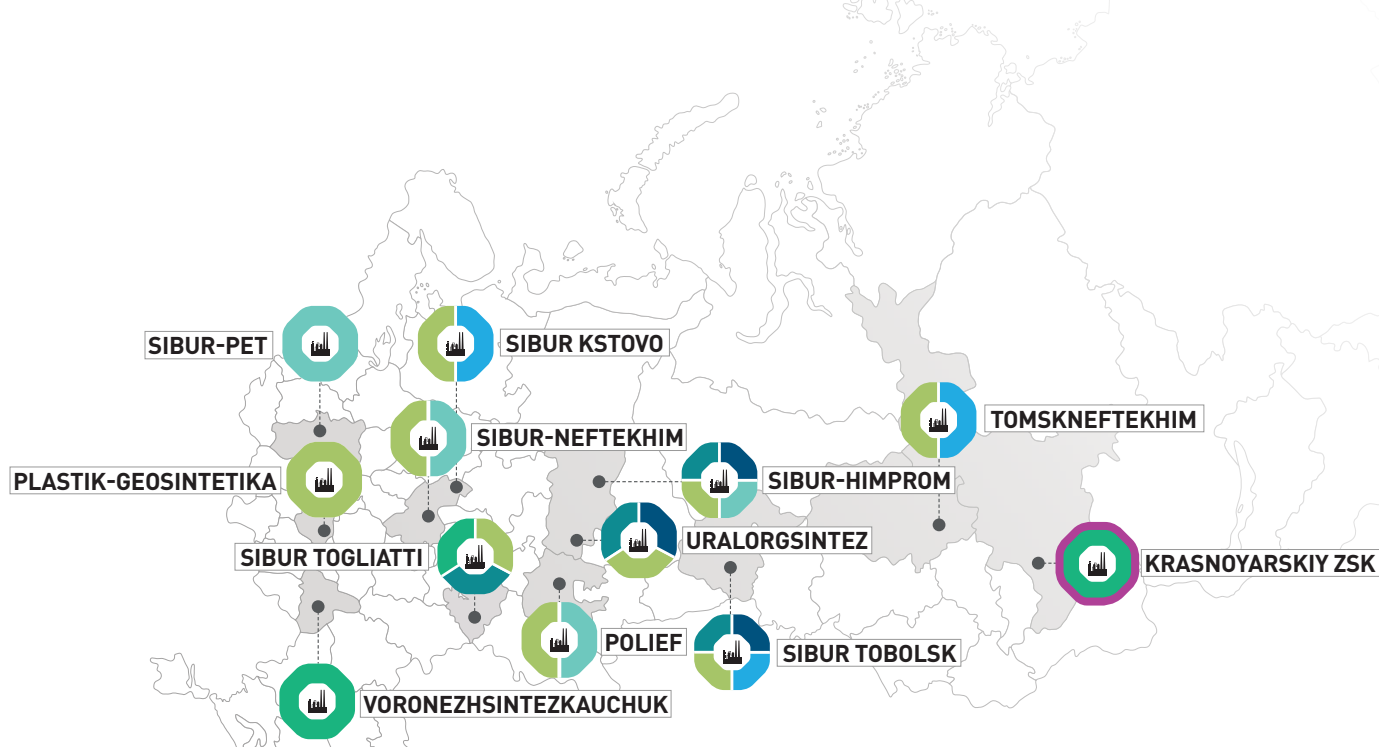 SIBUR-PET
SIBUR KSTOVO
TOMSKNEFTEKHIM
SIBUR-NEFTEKHIM
PLASTIK-GEOSINTETIKA
SIBUR-HIMPROM
URALORGSINTEZ
SIBUR TOGLIATTI
KRASNOYARSKIY ZSK
POLIEF
SIBUR TOBOLSK
VORONEZHSINTEZKAUCHUK